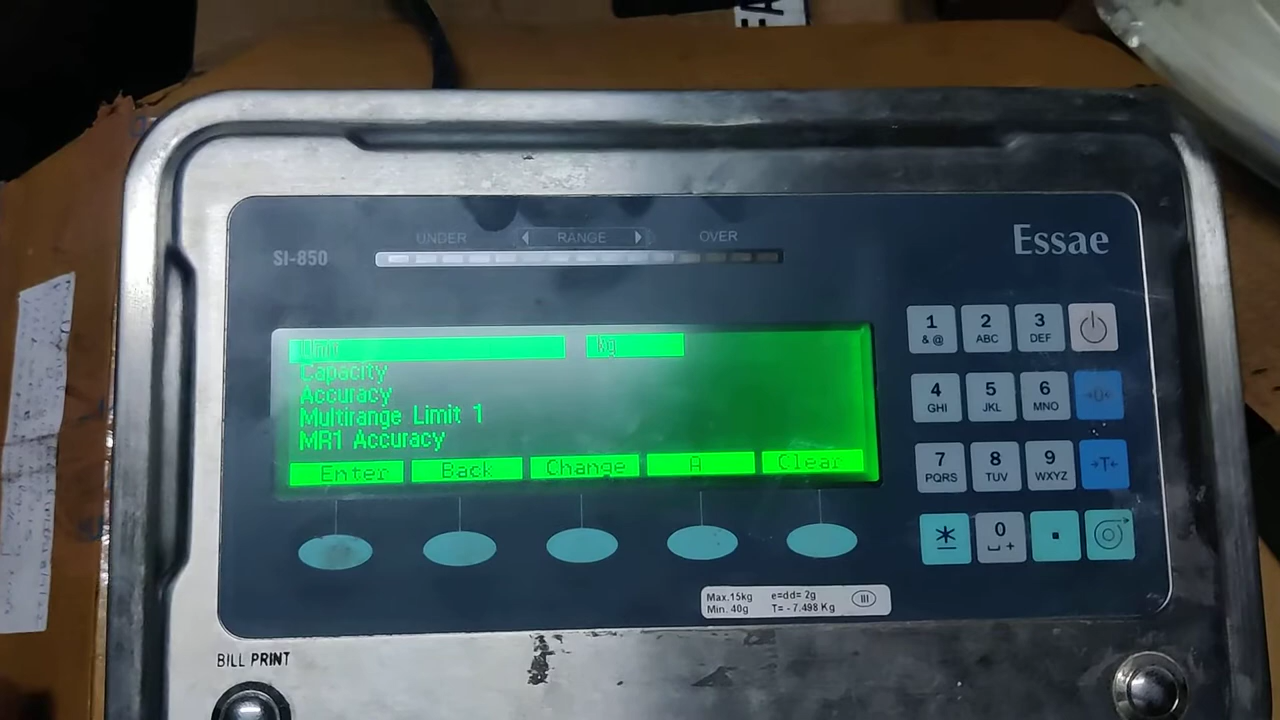 UNDER RANGE OVER
SI-850
Essae
Unit kg
Capacity
Accuracy
Multirange Limit 1
MR1 Accuracy
Enter Back Change A Clear
1 & @
2 ABC
3 DEF
4 GHI
5 JKL
6 MNO
→0←
7 PQRS
8 TUV
9 WXYZ
→T←
*
0 +
.
Max.15kg e=dd= 2g III
Min. 40g T= - 7.498 Kg
BILL PRINT